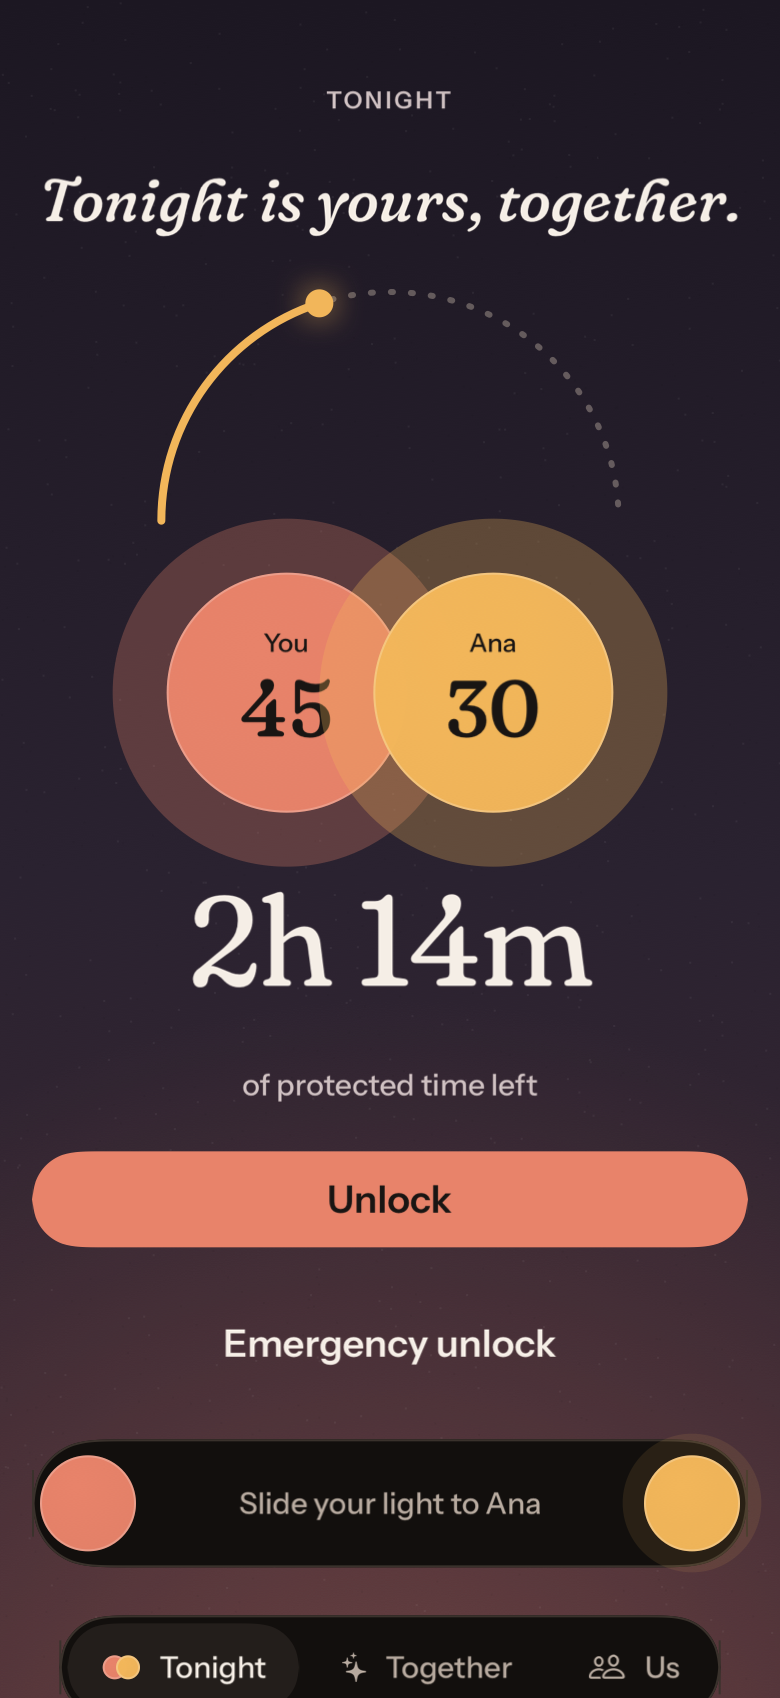 TONIGHT
Tonight is yours, together.
You
45
Ana
30
2h 14m
of protected time left
Unlock
Emergency unlock
Slide your light to Ana
Tonight
Together
Us